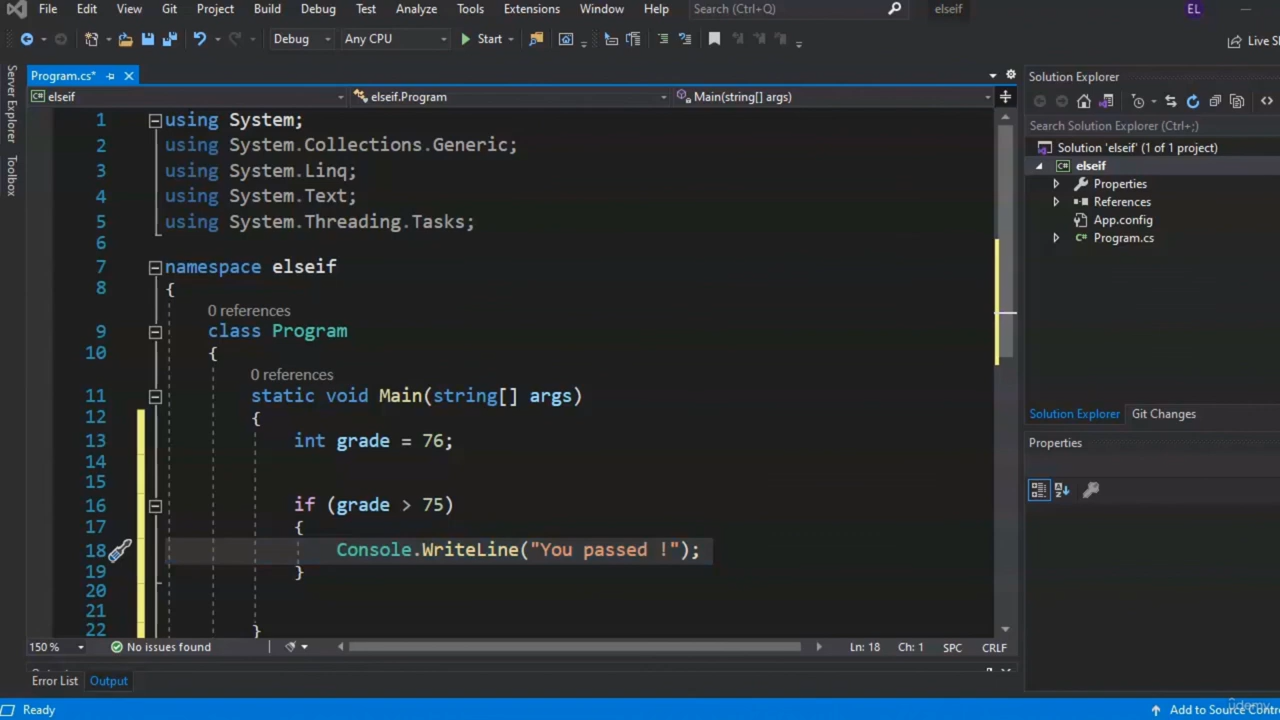 File Edit View Git Project Build Debug Test Analyze Tools Extensions Window Help Search (Ctrl+Q) elseif EL
Debug Any CPU Start Live
Server Explorer
Toolbox
Program.cs*
elseif elseif.Program Main(string[] args)
1 using System;
2 using System.Collections.Generic;
3 using System.Linq;
4 using System.Text;
5 using System.Threading.Tasks;
6
7 namespace elseif
8 {
0 references
9 class Program
10 {
0 references
11 static void Main(string[] args)
12 {
13 int grade = 76;
14
15
16 if (grade > 75)
17 {
18 Console.WriteLine("You passed !");
19 }
20
21
22 }
150 % No issues found Ln: 18 Ch: 1 SPC CRLF
Error List Output
Ready
Solution Explorer
Search Solution Explorer (Ctrl+;)
Solution 'elseif' (1 of 1 project)
elseif
Properties
References
App.config
Program.cs
Solution Explorer Git Changes
Properties
Add to Source
udemy